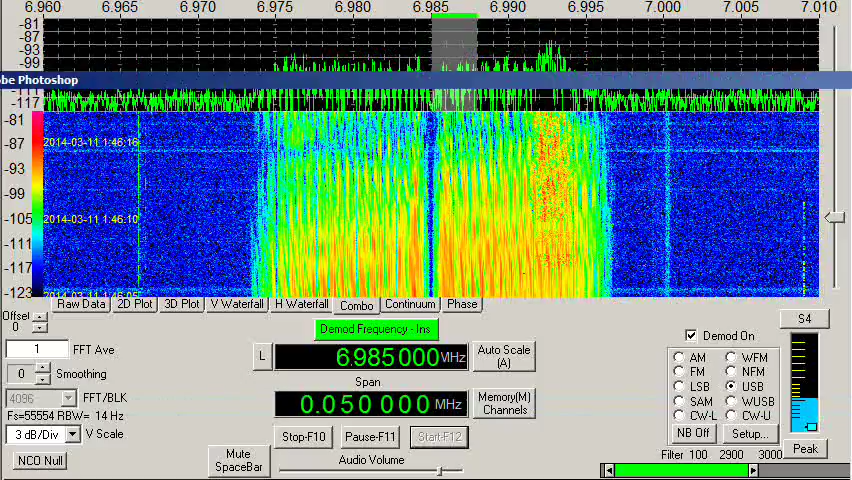 6.960 6.965 6.970 6.975 6.980 6.985 6.990 6.995 7.000 7.005 7.010
-81
-87
-93
-99
be Photoshop
-117
-81
2014-03-11 1:46:16
-87
-93
-99
-105
2014-03-11 1:46:10
-111
-117
-123
Raw Data 2D Plot 3D Plot V Waterfall H Waterfall Combo Continuum Phase
Offset
0
Demod Frequency - Ins
S4
1 FFT Ave
L 6.985 000 MHz Auto Scale (A)
Demod On
0 Smoothing
Span
AM WFM
FM NFM
4096 FFT/BLK
LSB USB
Fs=55554 RBW= 14 Hz
0.050 000 MHz Memory(M) Channels
SAM WUSB
CW-L CW-U
3 dB/Div V Scale
Stop-F10 Pause-F11 Start-F12
NB Off Setup...
NCO Null
Mute SpaceBar
Audio Volume
Filter 100 2900 3000
Peak